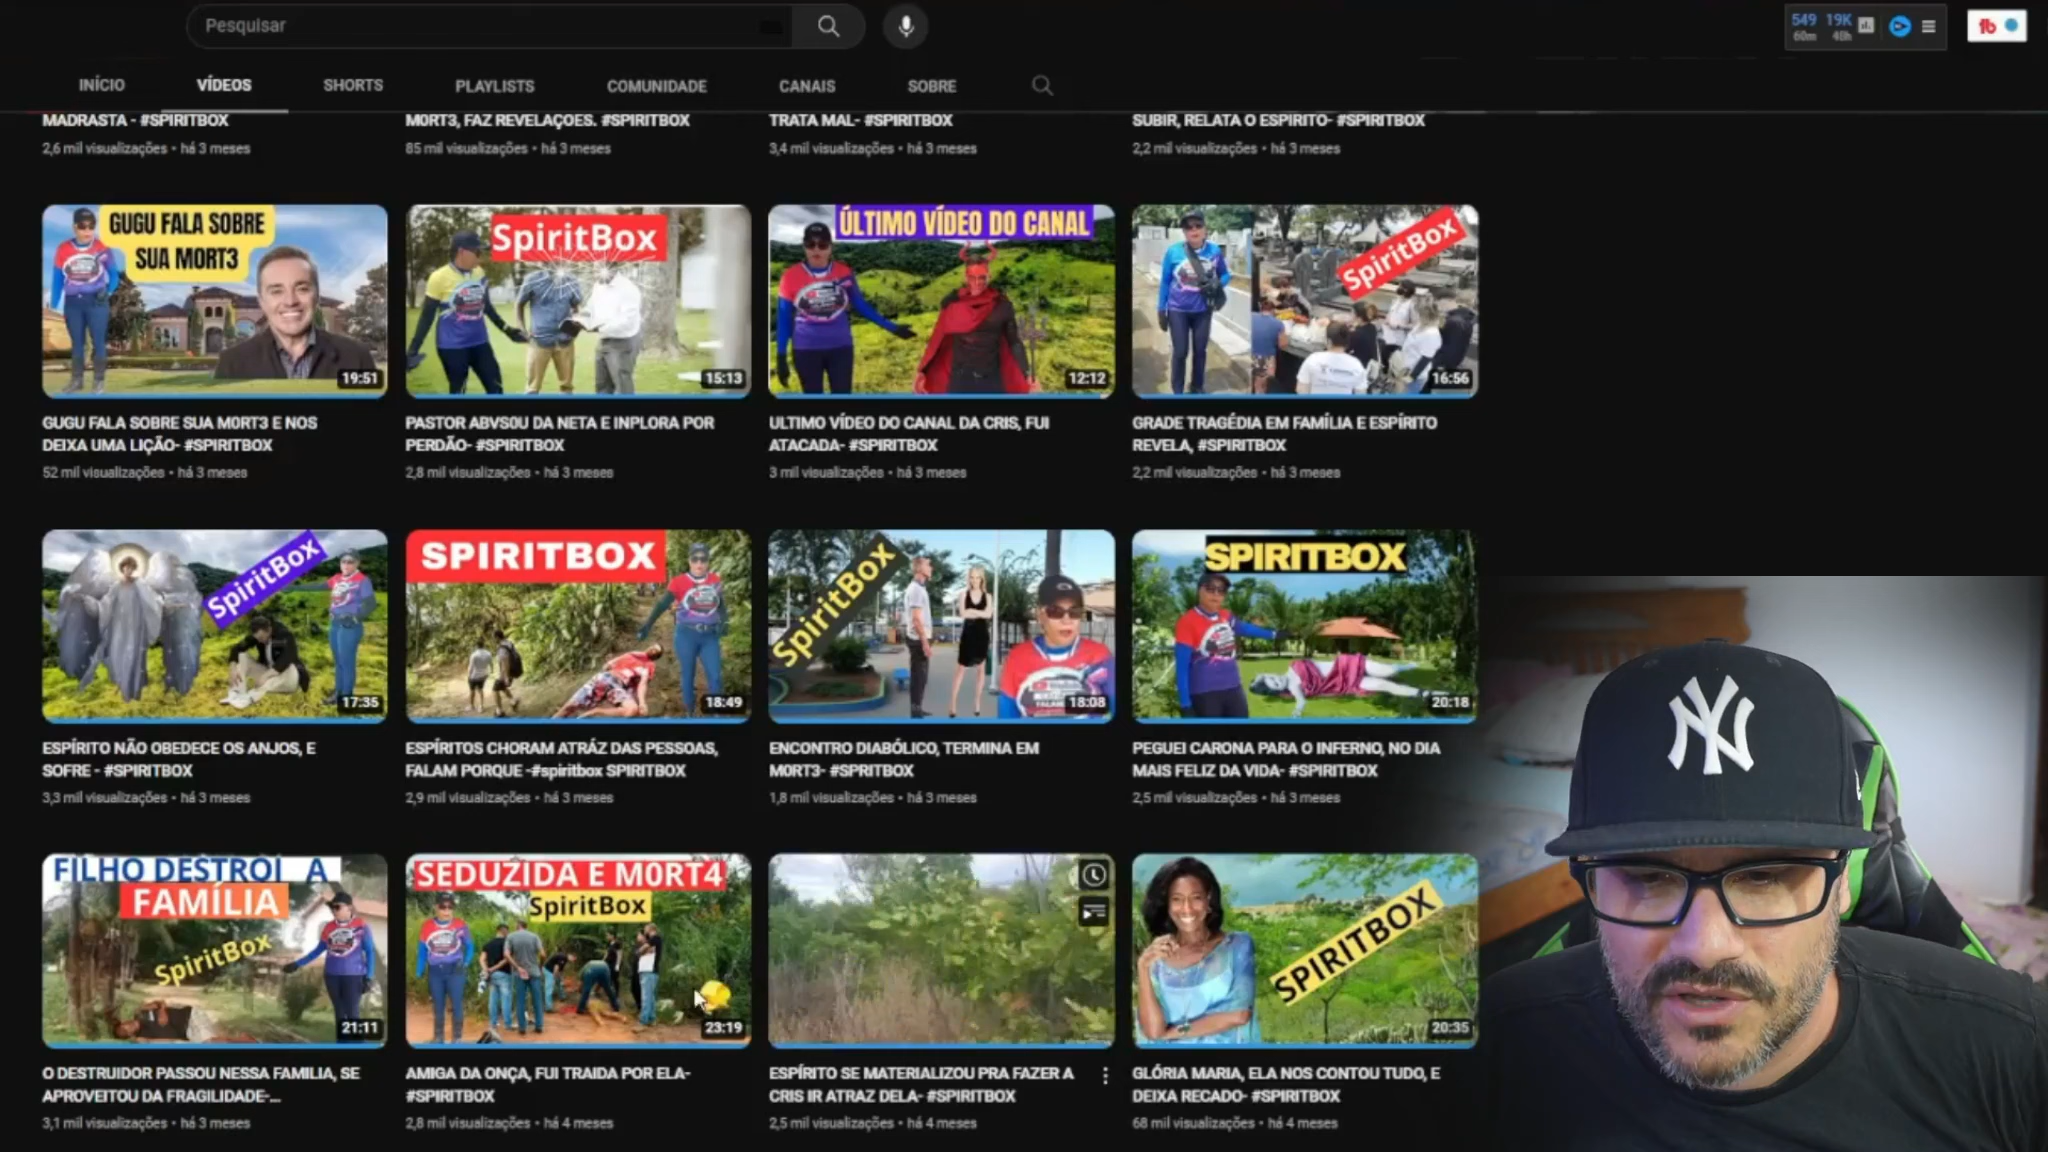 Pesquisar
549 19K
60m 48h
INÍCIO VÍDEOS SHORTS PLAYLISTS COMUNIDADE CANAIS SOBRE
MADRASTA - #SPIRITBOX
2,6 mil visualizações • há 3 meses
M0RT3, FAZ REVELAÇOES. #SPIRITBOX
85 mil visualizações • há 3 meses
TRATA MAL- #SPIRITBOX
3,4 mil visualizações • há 3 meses
SUBIR, RELATA O ESPIRITO- #SPIRITBOX
2,2 mil visualizações • há 3 meses
GUGU FALA SOBRE
SUA MORT3
19:51
GUGU FALA SOBRE SUA M0RT3 E NOS
DEIXA UMA LIÇÃO- #SPIRITBOX
52 mil visualizações • há 3 meses
SpiritBox
15:13
PASTOR ABVS0U DA NETA E INPLORA POR
PERDÃO- #SPIRITBOX
2,8 mil visualizações • há 3 meses
ÚLTIMO VÍDEO DO CANAL
12:12
ULTIMO VÍDEO DO CANAL DA CRIS, FUI
ATACADA- #SPIRITBOX
3 mil visualizações • há 3 meses
SpiritBox
16:56
GRADE TRAGÉDIA EM FAMÍLIA E ESPÍRITO
REVELA, #SPIRITBOX
2,2 mil visualizações • há 3 meses
SpiritBox
17:35
ESPÍRITO NÃO OBEDECE OS ANJOS, E
SOFRE - #SPIRITBOX
3,3 mil visualizações • há 3 meses
SPIRITBOX
18:49
ESPÍRITOS CHORAM ATRÁZ DAS PESSOAS,
FALAM PORQUE -#spiritbox SPIRITBOX
2,9 mil visualizações • há 3 meses
SpiritBox
18:08
ENCONTRO DIABÓLICO, TERMINA EM
M0RT3- #SPRITBOX
1,8 mil visualizações • há 3 meses
SPIRITBOX
20:18
PEGUEI CARONA PARA O INFERNO, NO DIA
MAIS FELIZ DA VIDA- #SPIRITBOX
2,5 mil visualizações • há 3 meses
NY
FILHO DESTROI A
FAMÍLIA
SpiritBox
21:11
O DESTRUIDOR PASSOU NESSA FAMILIA, SE
APROVEITOU DA FRAGILIDADE-...
3,1 mil visualizações • há 3 meses
SEDUZIDA E M0RT4
SpiritBox
23:19
AMIGA DA ONÇA, FUI TRAIDA POR ELA-
#SPIRITBOX
2,8 mil visualizações • há 4 meses
ESPÍRITO SE MATERIALIZOU PRA FAZER A
CRIS IR ATRAZ DELA- #SPIRITBOX
2,5 mil visualizações • há 4 meses
SPIRITBOX
20:35
GLÓRIA MARIA, ELA NOS CONTOU TUDO, E
DEIXA RECADO- #SPIRITBOX
68 mil visualizações • há 4 meses